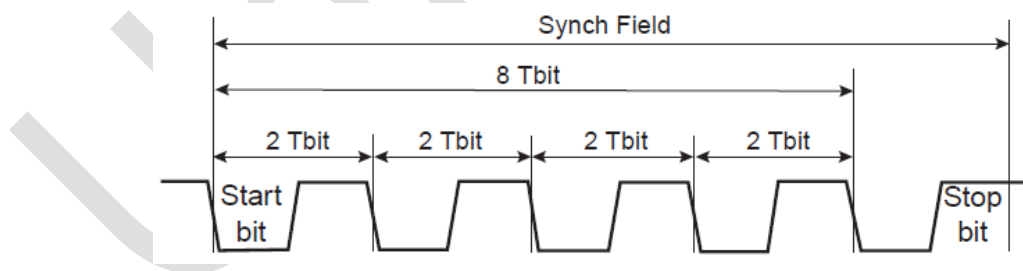 Synch Field
8 Tbit
2 Tbit 2 Tbit 2 Tbit 2 Tbit
Start bit
Stop bit